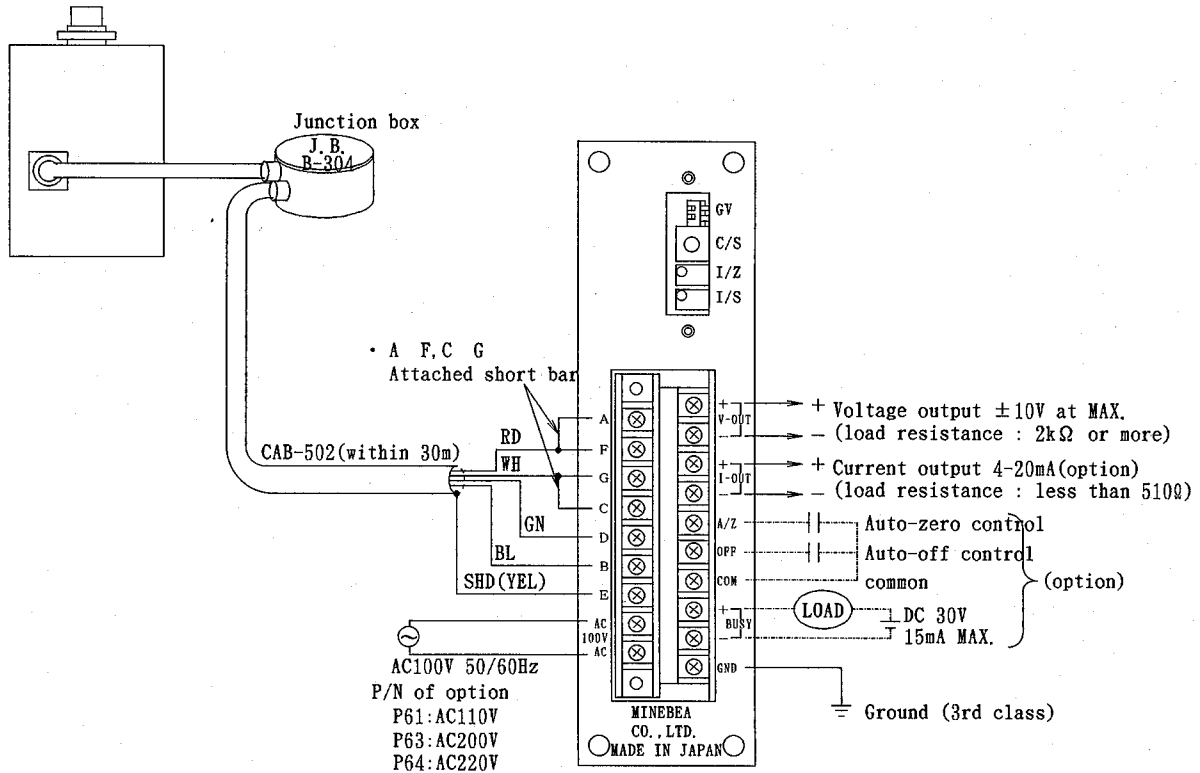 Junction box
J. B.
B-304
GV
C/S
I/Z
I/S
・ A  F, C  G
Attached short bar
CAB-502(within 30m)
RD
WH
GN
BL
SHD(YEL)
A
F
G
C
D
B
E
AC
100V
AC
+
V-OUT
−
+
I-OUT
−
A/Z
OFF
COM
+
BUSY
−
GND
+ Voltage output ±10V at MAX.
− (load resistance : 2kΩ or more)
+ Current output 4-20mA(option)
− (load resistance : less than 510Ω)
Auto-zero control
Auto-off control
common
(option)
LOAD
DC 30V
15mA MAX.
Ground (3rd class)
AC100V 50/60Hz
P/N of option
P61:AC110V
P63:AC200V
P64:AC220V
MINEBEA
CO.,LTD.
MADE IN JAPAN